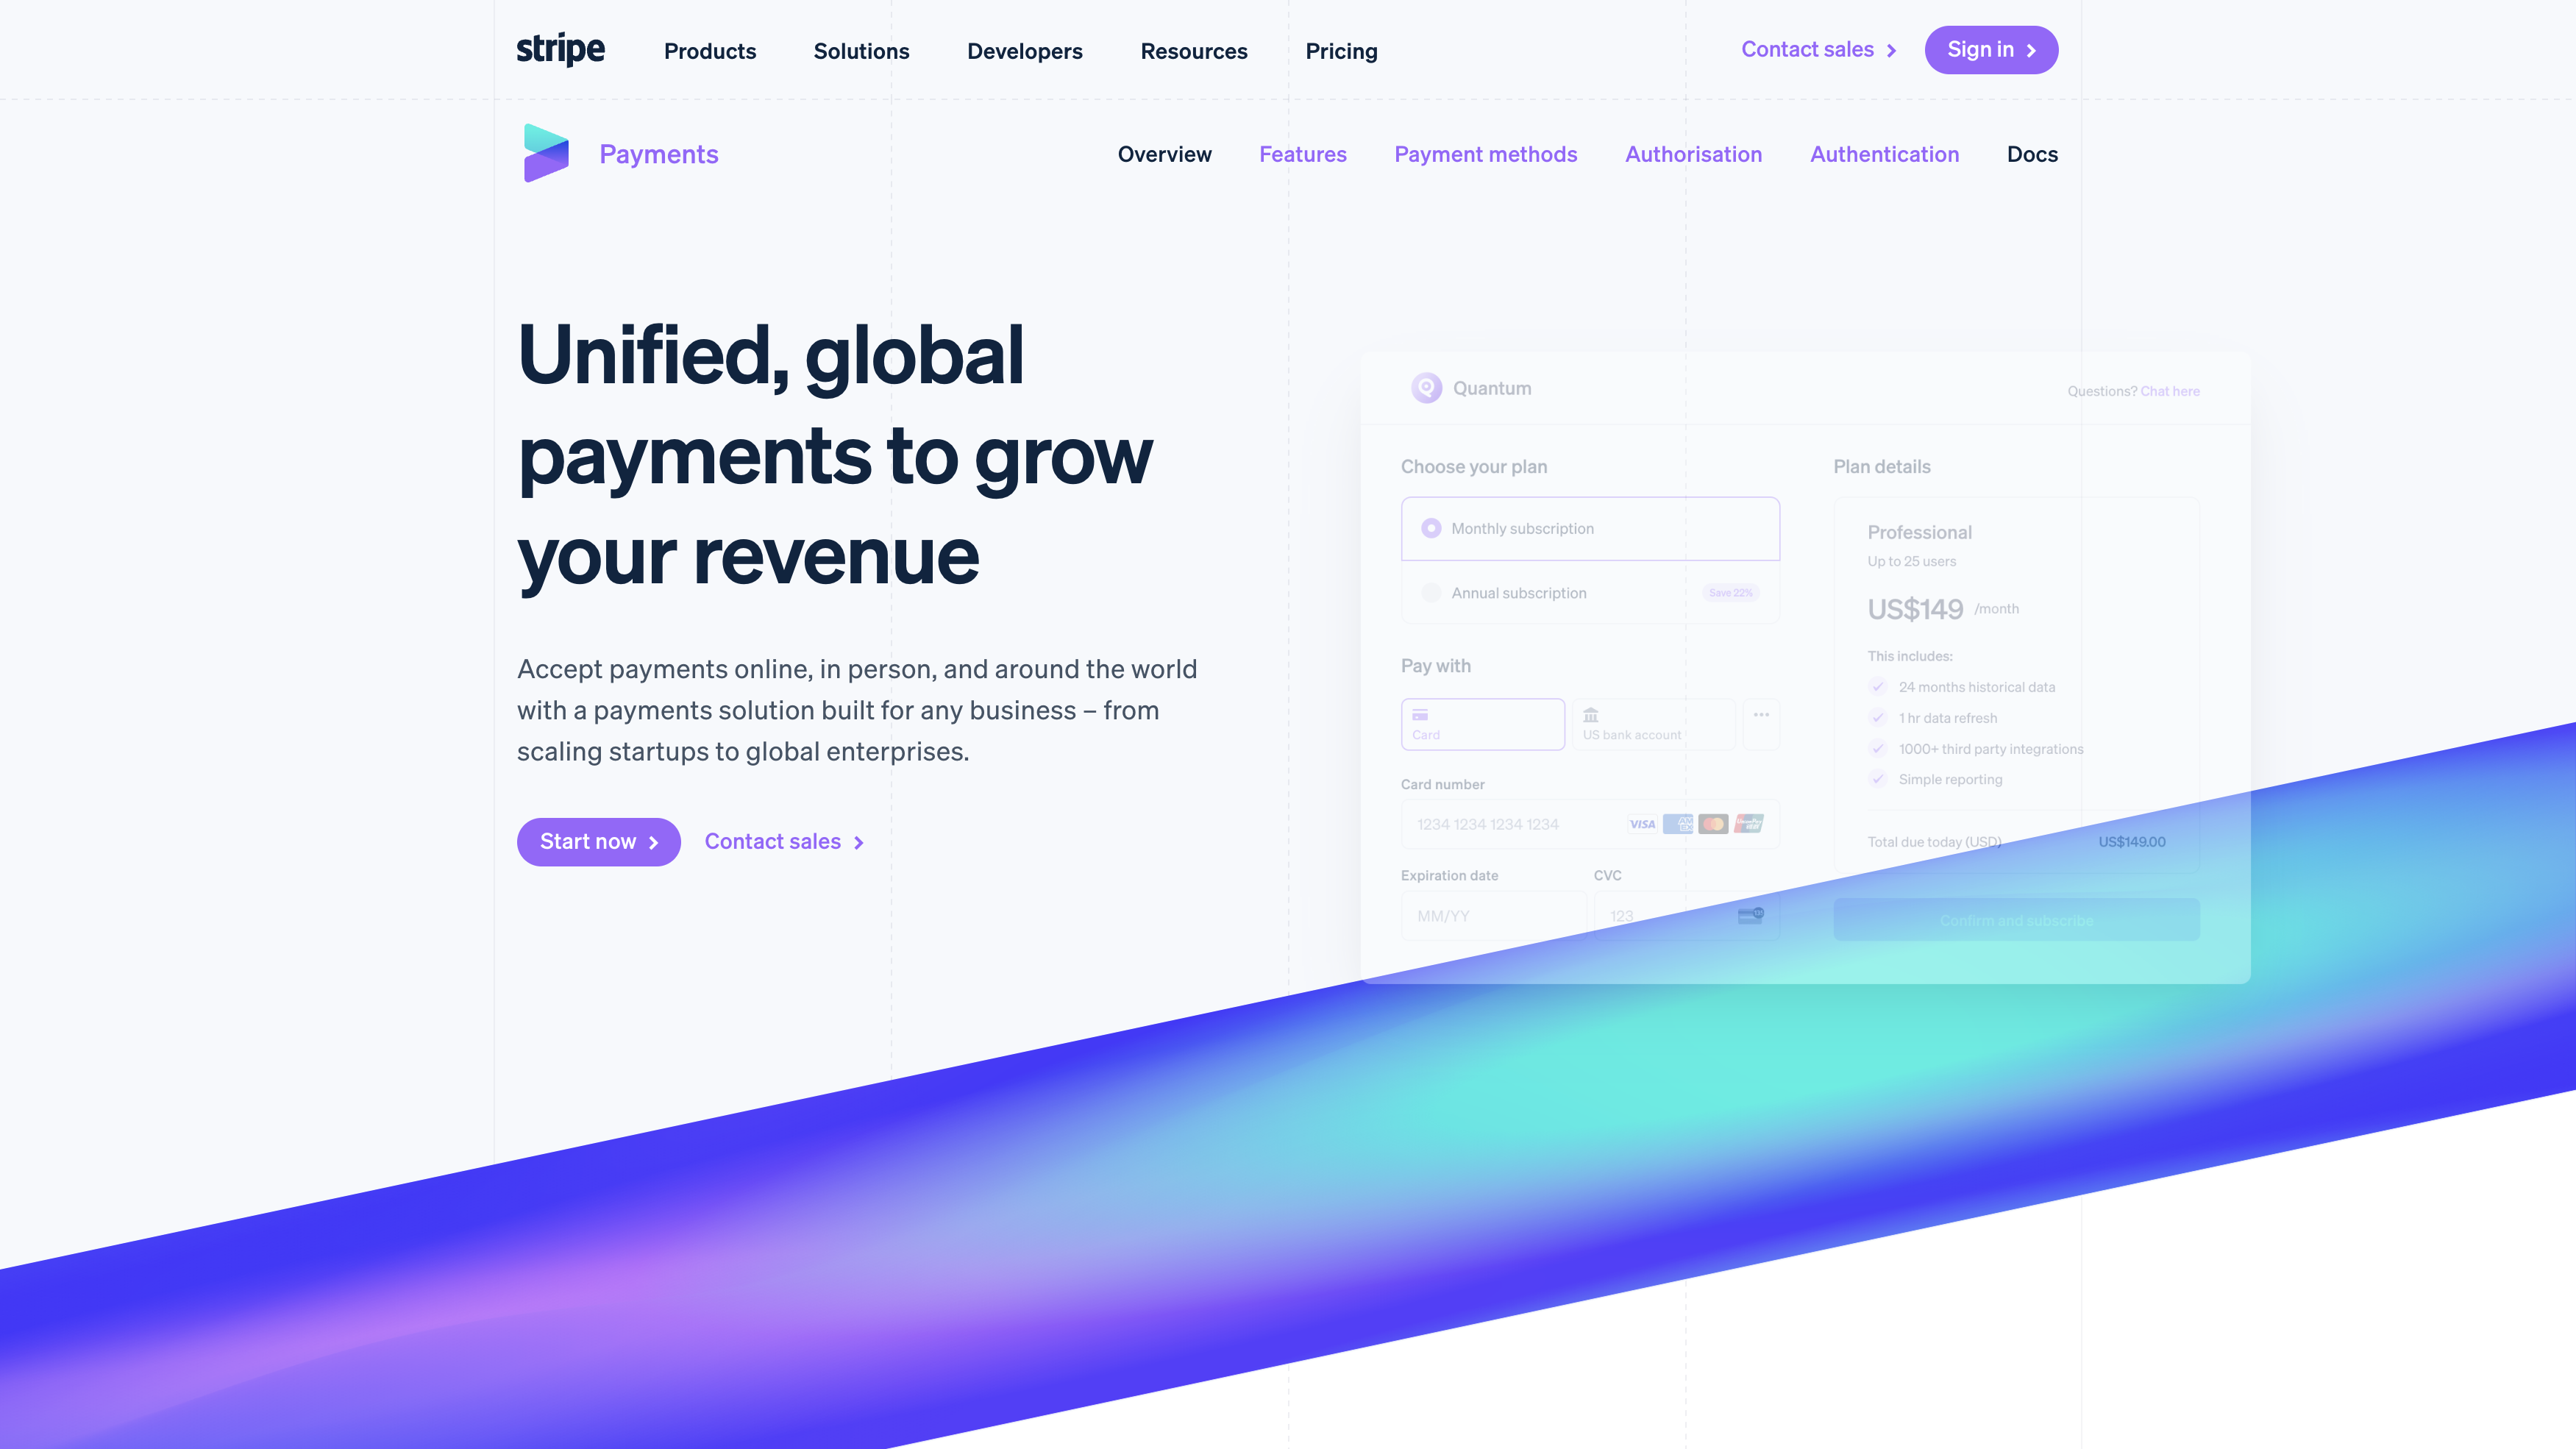 stripe
Products Solutions Developers Resources Pricing
Contact sales
Sign in
Payments
Overview Features Payment methods Authorisation Authentication Docs
Unified, global
payments to grow
your revenue
Accept payments online, in person, and around the world
with a payments solution built for any business – from
scaling startups to global enterprises.
Start now
Contact sales
Quantum
Questions? Chat here
Choose your plan
Monthly subscription
Annual subscription
Save 22%
Pay with
Card
US bank account
Card number
1234 1234 1234 1234
VISA
AM
EX
UnionPay
Expiration date
CVC
MM/YY
123
Plan details
Professional
Up to 25 users
US$149 /month
This includes:
24 months historical data
1 hr data refresh
1000+ third party integrations
Simple reporting
Total due today (USD)
US$149.00
Confirm and subscribe